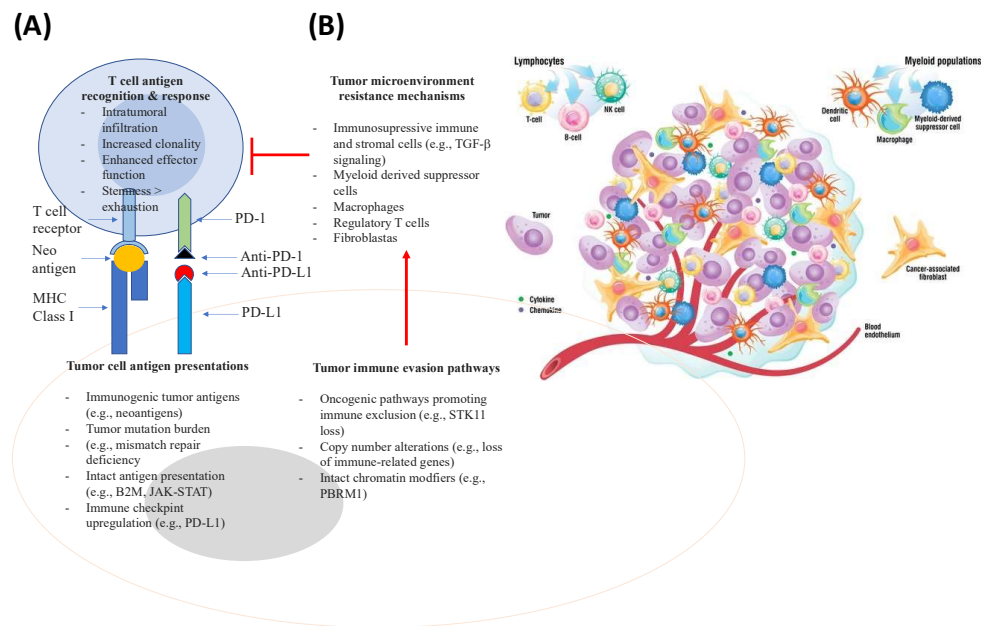 (A)
(B)
T cell antigen
recognition & response
- Intratumoral
infiltration
- Increased clonality
- Enhanced effector
function
- Stemness >
exhaustion
T cell
receptor
Neo
antigen
MHC
Class I
PD-1
Anti-PD-1
Anti-PD-L1
PD-L1
Tumor cell antigen presentations
- Immunogenic tumor antigens
(e.g., neoantigens)
- Tumor mutation burden
- (e.g., mismatch repair
deficiency
- Intact antigen presentation
(e.g., B2M, JAK-STAT)
- Immune checkpint
upregulation (e.g., PD-L1)
Tumor microenvironment
resistance mechanisms
- Immunosupressive immune
and stromal cells (e.g., TGF-β
signaling)
- Myeloid derived suppressor
cells
- Macrophages
- Regulatory T cells
- Fibroblastas
Tumor immune evasion pathways
- Oncogenic pathways promoting
immune exclusion (e.g., STK11
loss)
- Copy number alterations (e.g., loss
of immune-related genes)
- Intact chromatin modfiers (e.g.,
PBRM1)
Lymphocytes
T-cell
B-cell
NK cell
Myeloid populations
Dendritic
cell
Macrophage
Myeloid-derived
suppressor cell
Tumor
Cancer-associated
fibroblast
Cytokine
Chemokine
Blood
endothelium